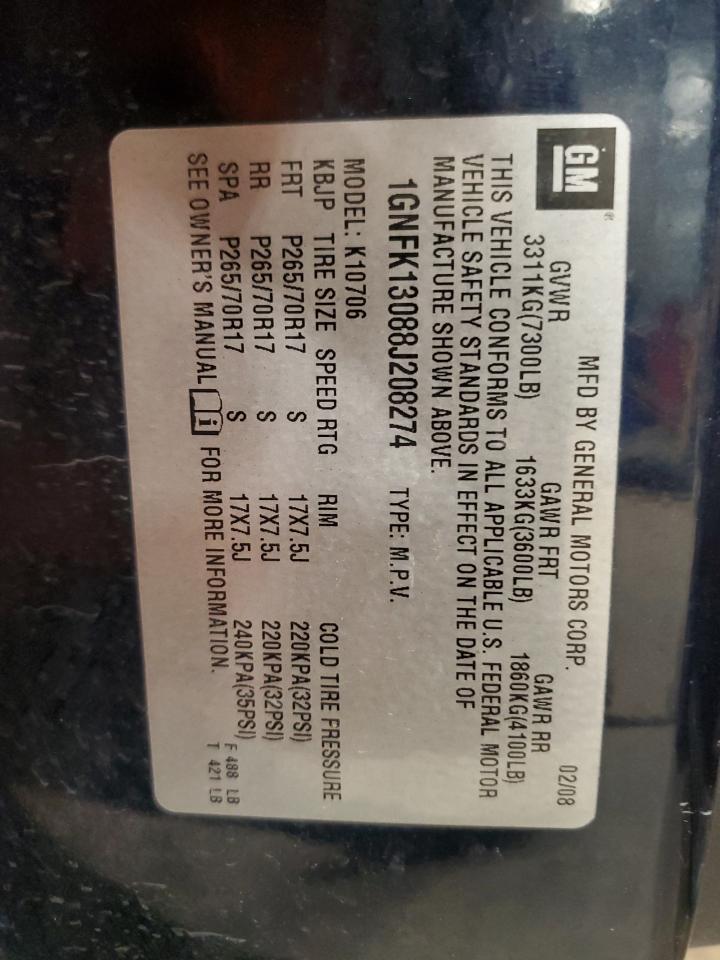 GM®
MFD BY GENERAL MOTORS CORP. 02/08
GVWR GAWR FRT GAWR RR
3311KG(7300LB) 1633KG(3600LB) 1860KG(4100LB)
THIS VEHICLE CONFORMS TO ALL APPLICABLE U.S. FEDERAL MOTOR
VEHICLE SAFETY STANDARDS IN EFFECT ON THE DATE OF
MANUFACTURE SHOWN ABOVE.
1GNFK13088J208274 TYPE: M.P.V.
MODEL: K10706
KBJP TIRE SIZE SPEED RTG RIM COLD TIRE PRESSURE
FRT P265/70R17 S 17X7.5J 220KPA(32PSI)
RR P265/70R17 S 17X7.5J 220KPA(32PSI)
SPA P265/70R17 S 17X7.5J 240KPA(35PSI)
SEE OWNER'S MANUAL i FOR MORE INFORMATION.
F 488 LB
T 421 LB